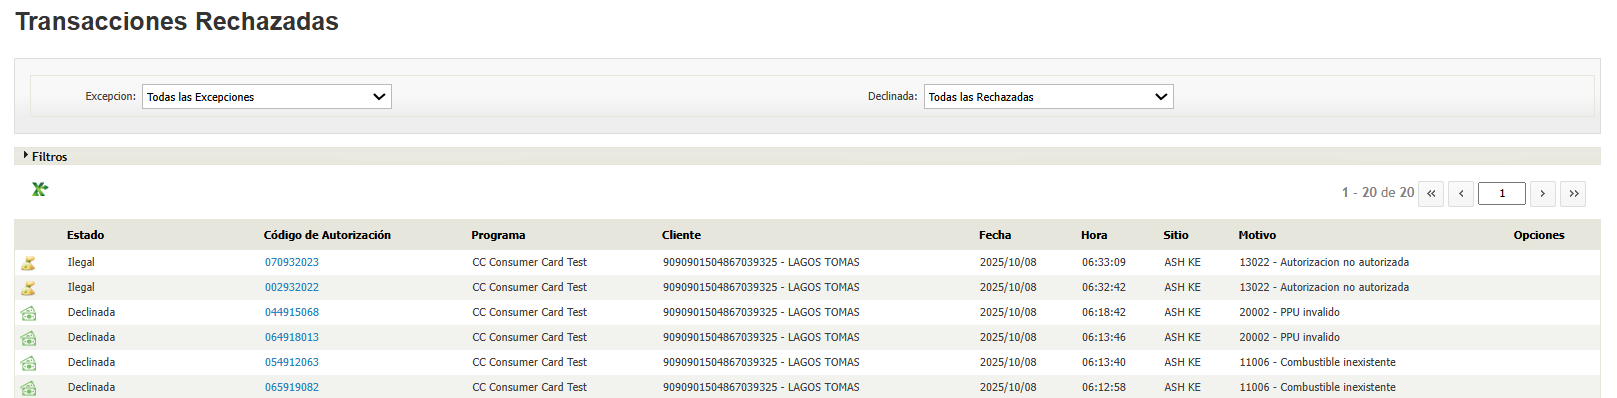 Transacciones Rechazadas
Excepcion: Todas las Excepciones Declinada: Todas las Rechazadas
Filtros
1 - 20 de 20 « ‹ 1 › »
Estado Código de Autorización Programa Cliente Fecha Hora Sitio Motivo Opciones
Ilegal 070932023 CC Consumer Card Test 9090901504867039325 - LAGOS TOMAS 2025/10/08 06:33:09 ASH KE 13022 - Autorizacion no autorizada
Ilegal 002932022 CC Consumer Card Test 9090901504867039325 - LAGOS TOMAS 2025/10/08 06:32:42 ASH KE 13022 - Autorizacion no autorizada
Declinada 044915068 CC Consumer Card Test 9090901504867039325 - LAGOS TOMAS 2025/10/08 06:18:42 ASH KE 20002 - PPU invalido
Declinada 064918013 CC Consumer Card Test 9090901504867039325 - LAGOS TOMAS 2025/10/08 06:13:46 ASH KE 20002 - PPU invalido
Declinada 054912063 CC Consumer Card Test 9090901504867039325 - LAGOS TOMAS 2025/10/08 06:13:40 ASH KE 11006 - Combustible inexistente
Declinada 065919082 CC Consumer Card Test 9090901504867039325 - LAGOS TOMAS 2025/10/08 06:12:58 ASH KE 11006 - Combustible inexistente